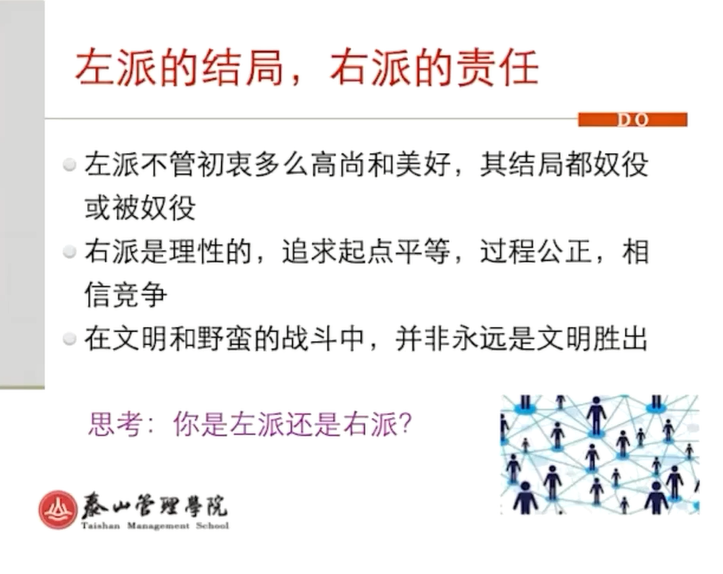 左派的结局，右派的责任
DO
左派不管初衷多么高尚和美好，其结局都奴役
或被奴役
右派是理性的，追求起点平等，过程公正，相
信竞争
在文明和野蛮的战斗中，并非永远是文明胜出
思考：你是左派还是右派？
泰山管理學院
Taishan Management School